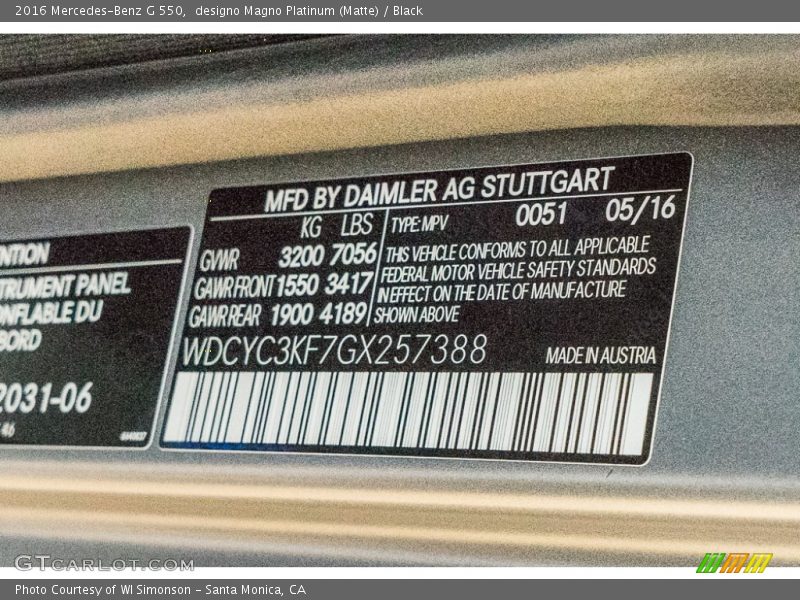 2016 Mercedes-Benz G 550,  designo Magno Platinum (Matte) / Black
MFD BY DAIMLER AG STUTTGART
KG LBS
GWR 3200 7056
GAWR FRONT 1550 3417
GAWR REAR 1900 4189
TYPE: MPV 0051 05/16
THIS VEHICLE CONFORMS TO ALL APPLICABLE
FEDERAL MOTOR VEHICLE SAFETY STANDARDS
IN EFFECT ON THE DATE OF MANUFACTURE
SHOWN ABOVE
WDCYC3KF7GX257388
MADE IN AUSTRIA
NTION
TRUMENT PANEL
NFLABLE DU
BORD
2031-06
46
GTCARLOT.COM
Photo Courtesy of WI Simonson - Santa Monica, CA